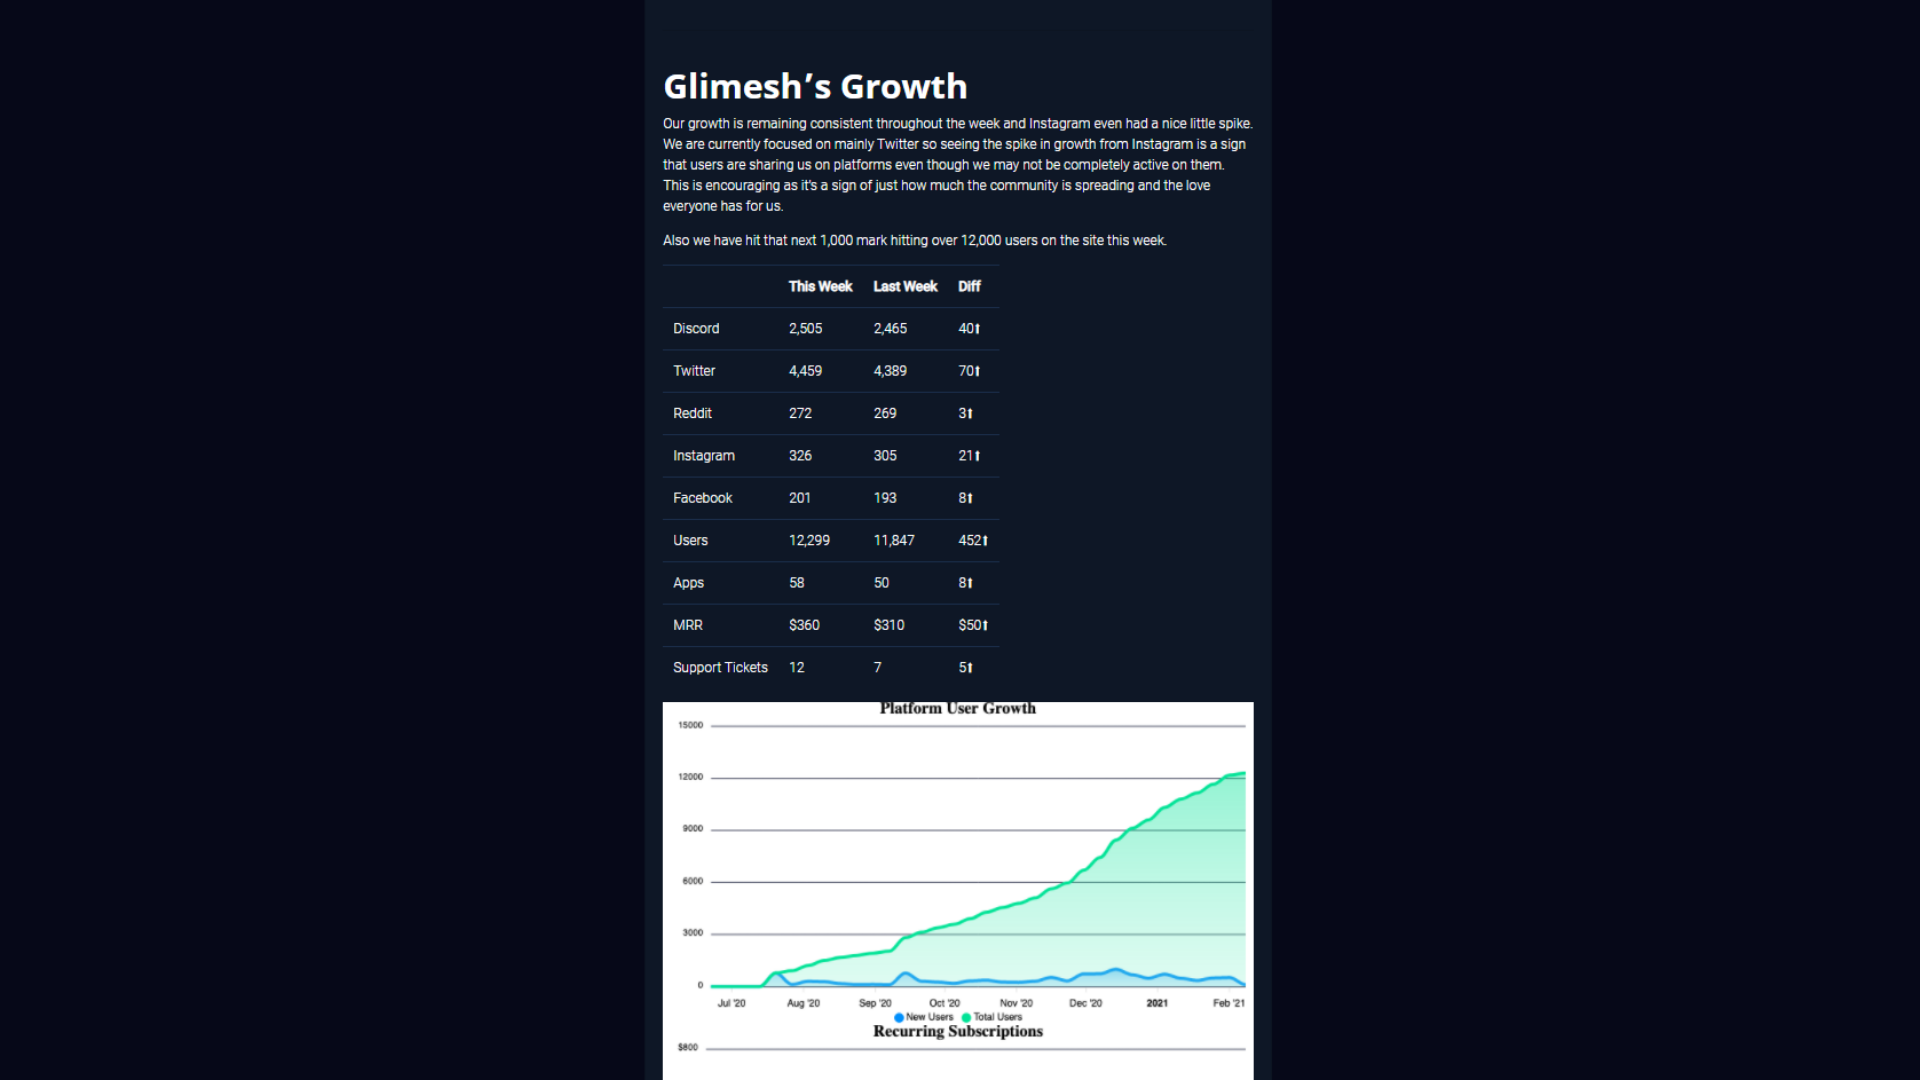 Glimesh’s Growth
Our growth is remaining consistent throughout the week and Instagram even had a nice little spike.
We are currently focused on mainly Twitter so seeing the spike in growth from Instagram is a sign
that users are sharing us on platforms even though we may not be completely active on them.
This is encouraging as it's a sign of just how much the community is spreading and the love
everyone has for us.
Also we have hit that next 1,000 mark hitting over 12,000 users on the site this week.
This Week Last Week Diff
Discord 2,505 2,465 40⬆
Twitter 4,459 4,389 70⬆
Reddit 272 269 3⬆
Instagram 326 305 21⬆
Facebook 201 193 8⬆
Users 12,299 11,847 452⬆
Apps 58 50 8⬆
MRR $360 $310 $50⬆
Support Tickets 12 7 5⬆
Platform User Growth
15000
12000
9000
6000
3000
0
Jul '20 Aug '20 Sep '20 Oct '20 Nov '20 Dec '20 2021 Feb '21
New Users Total Users
Recurring Subscriptions
$800